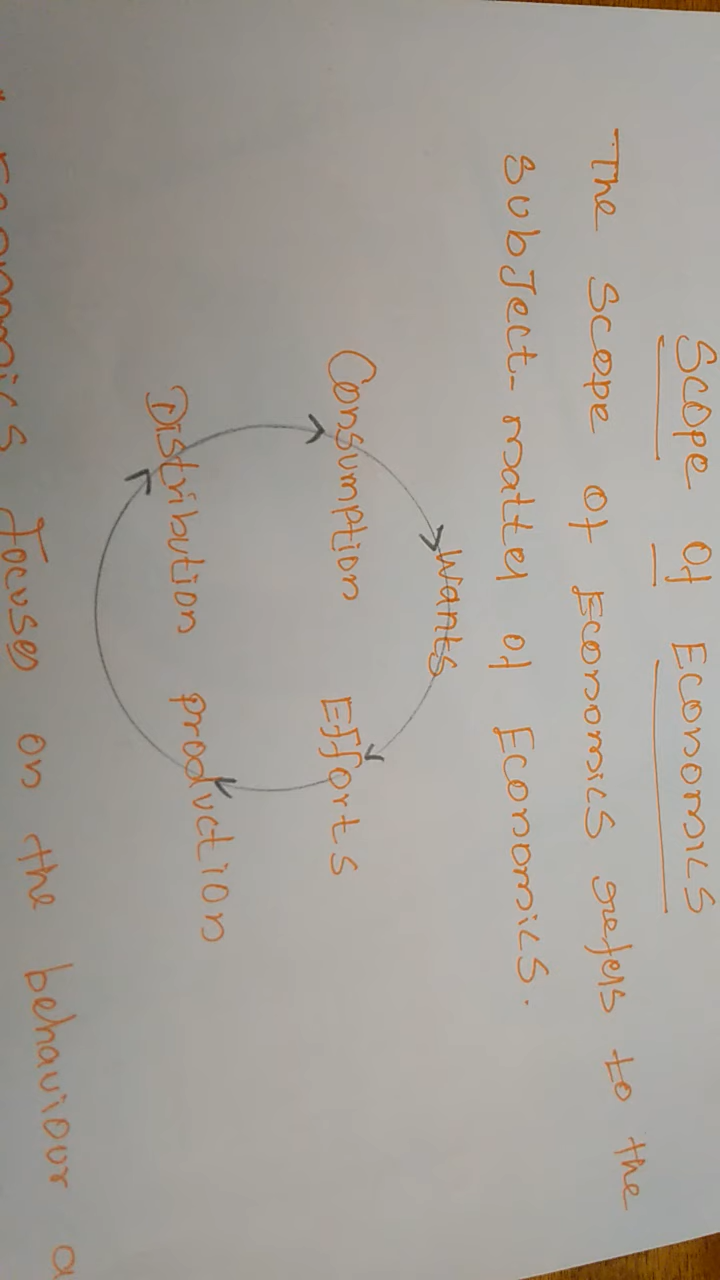 Scope of Economics
The Scope of Economics refers to the
subject-matter of Economics.
Wants
Consumption Efforts
Distribution production
focuses on the behaviour